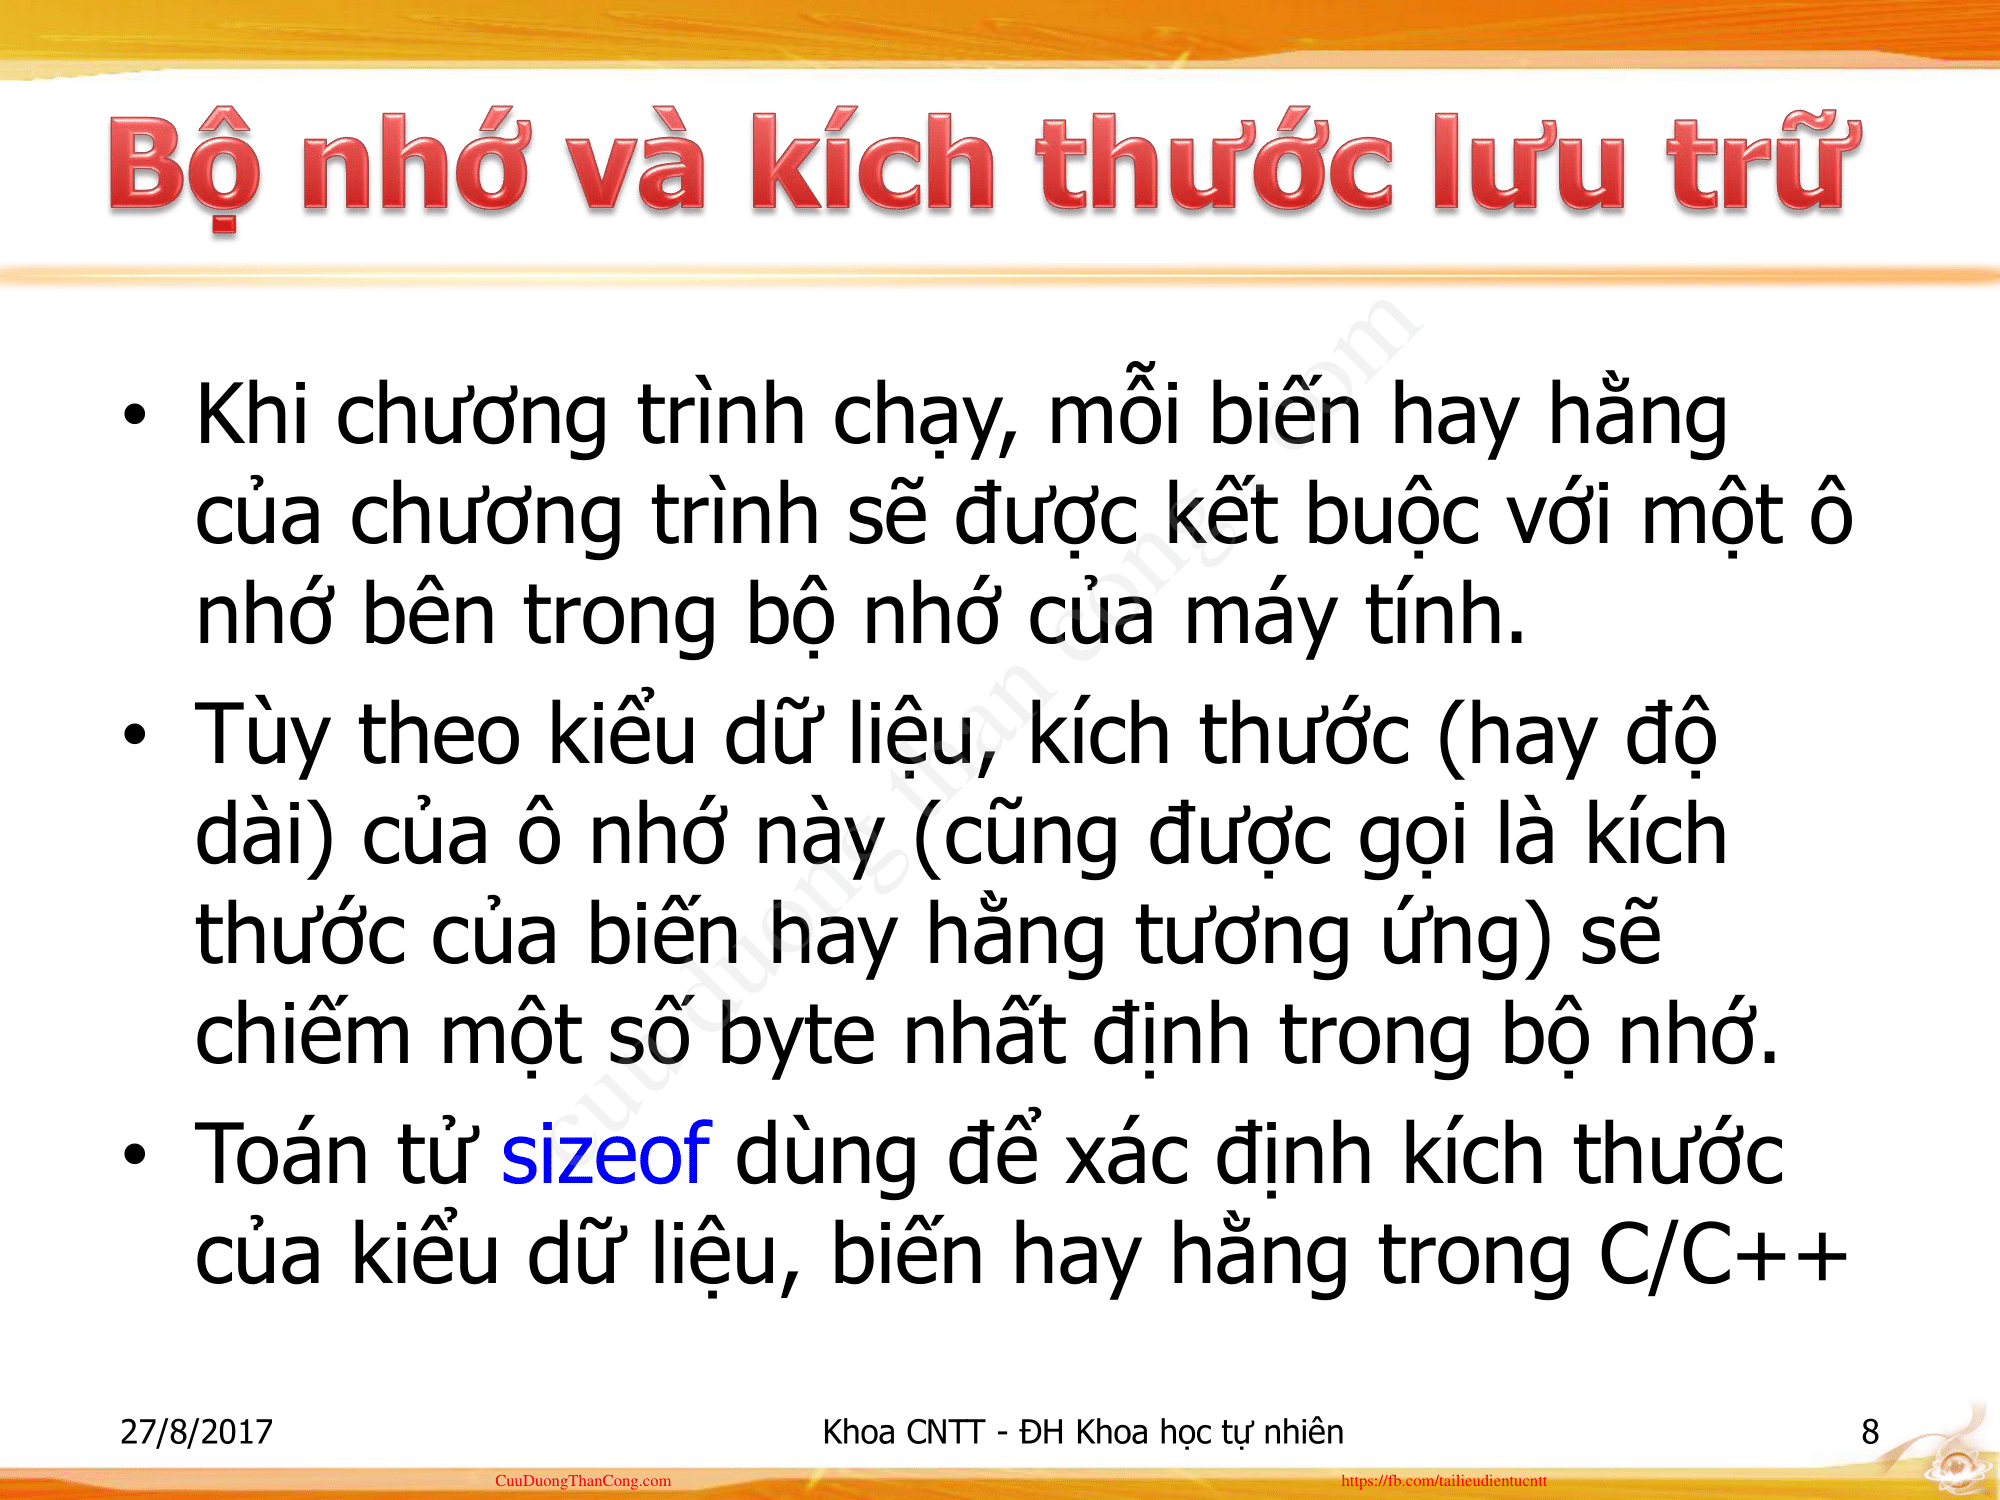 Bộ nhớ và kích thước lưu trữ
• Khi chương trình chạy, mỗi biến hay hằng
của chương trình sẽ được kết buộc với một ô
nhớ bên trong bộ nhớ của máy tính.
• Tùy theo kiểu dữ liệu, kích thước (hay độ
dài) của ô nhớ này (cũng được gọi là kích
thước của biến hay hằng tương ứng) sẽ
chiếm một số byte nhất định trong bộ nhớ.
• Toán tử sizeof dùng để xác định kích thước
của kiểu dữ liệu, biến hay hằng trong C/C++
cuu duong than cong . com
27/8/2017
Khoa CNTT - ĐH Khoa học tự nhiên
8
CuuDuongThanCong.com
https://fb.com/tailieudientucntt